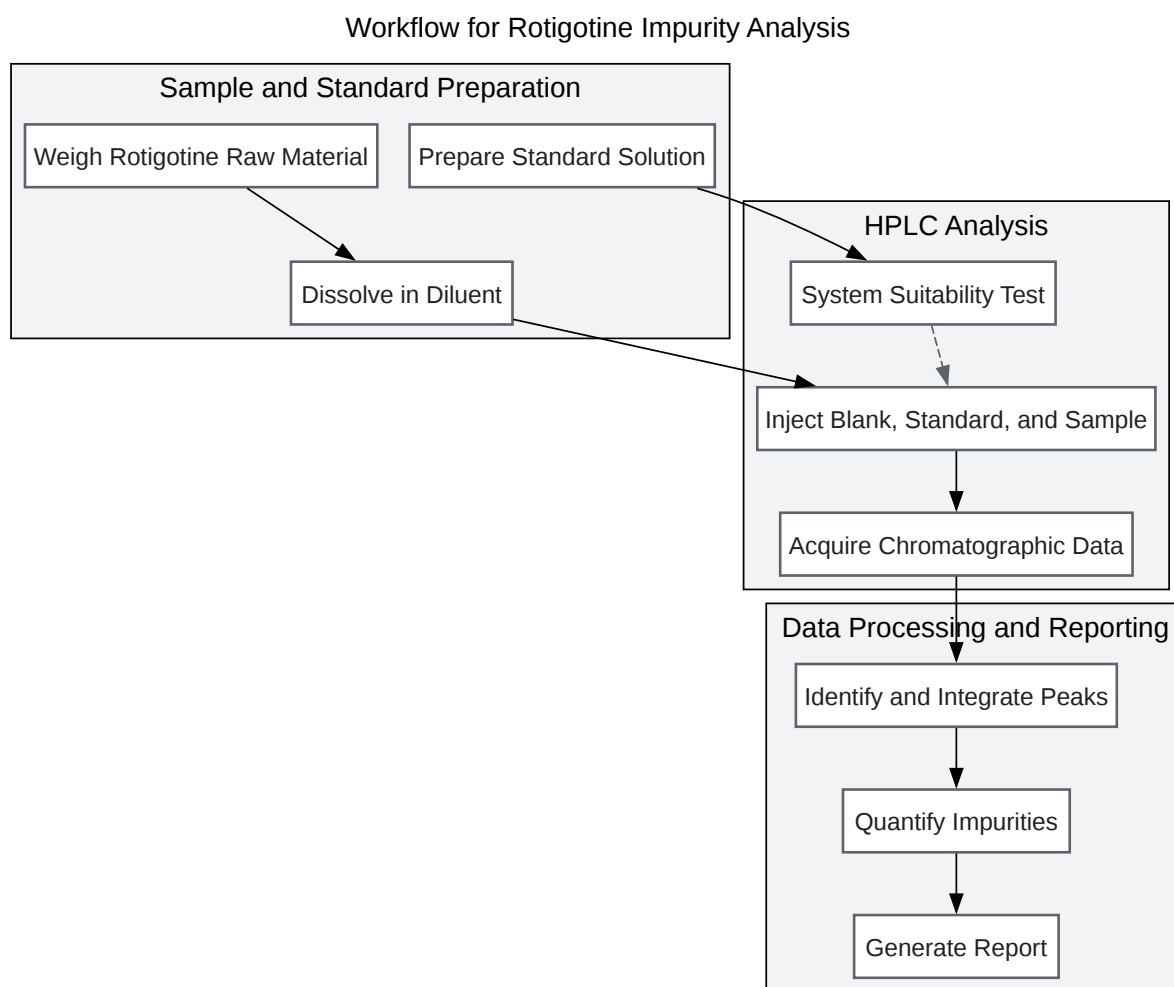 Workflow for Rotigotine Impurity Analysis
Sample and Standard Preparation
Weigh Rotigotine Raw Material
Prepare Standard Solution
Dissolve in Diluent
HPLC Analysis
System Suitability Test
Inject Blank, Standard, and Sample
Acquire Chromatographic Data
Data Processing and Reporting
Identify and Integrate Peaks
Quantify Impurities
Generate Report